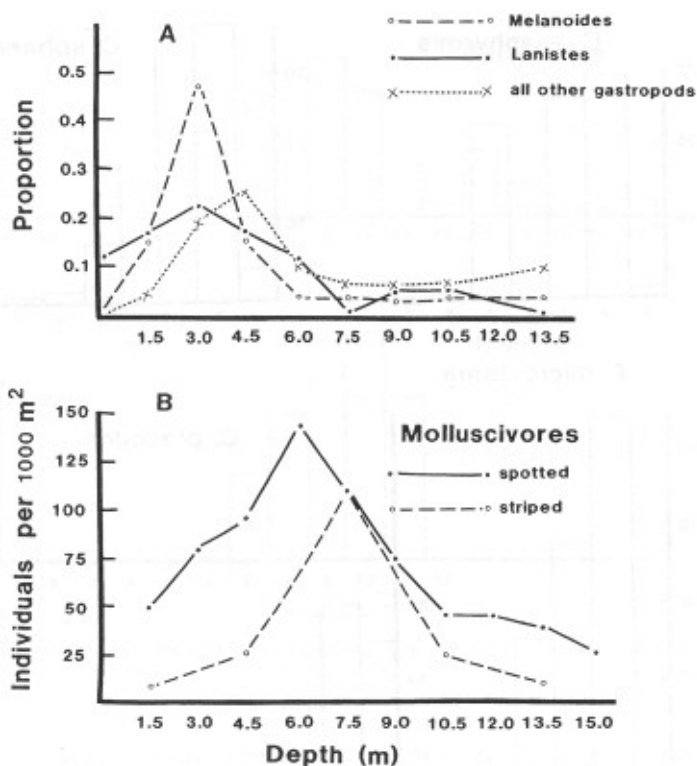 A
Melanoides
Lanistes
all other gastropods
Proportion
0.5
0.4
0.3
0.2
0.1
1.5 3.0 4.5 6.0 7.5 9.0 10.5 12.0 13.5
B
Molluscivores
spotted
striped
Individuals per 1000 m²
150
125
100
75
50
25
1.5 3.0 4.5 6.0 7.5 9.0 10.5 12.0 13.5 15.0
Depth (m)